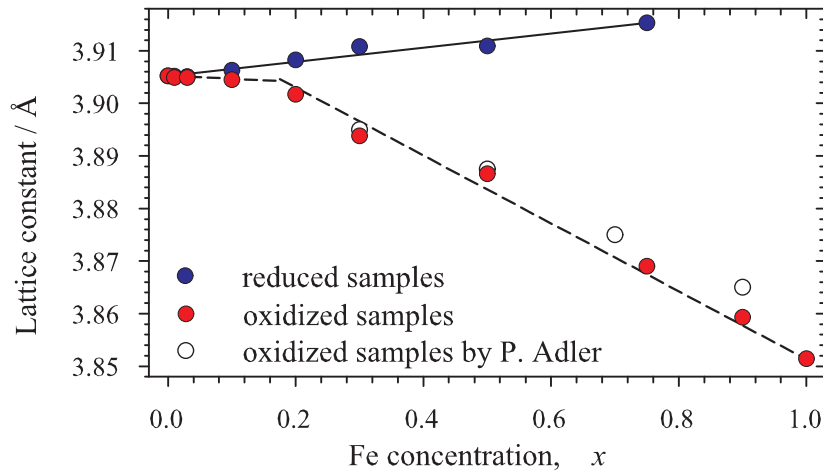 Lattice constant / Å
3.91
3.90
3.89
3.88
3.87
3.86
3.85
reduced samples
oxidized samples
oxidized samples by P. Adler
0.0 0.2 0.4 0.6 0.8 1.0
Fe concentration, x